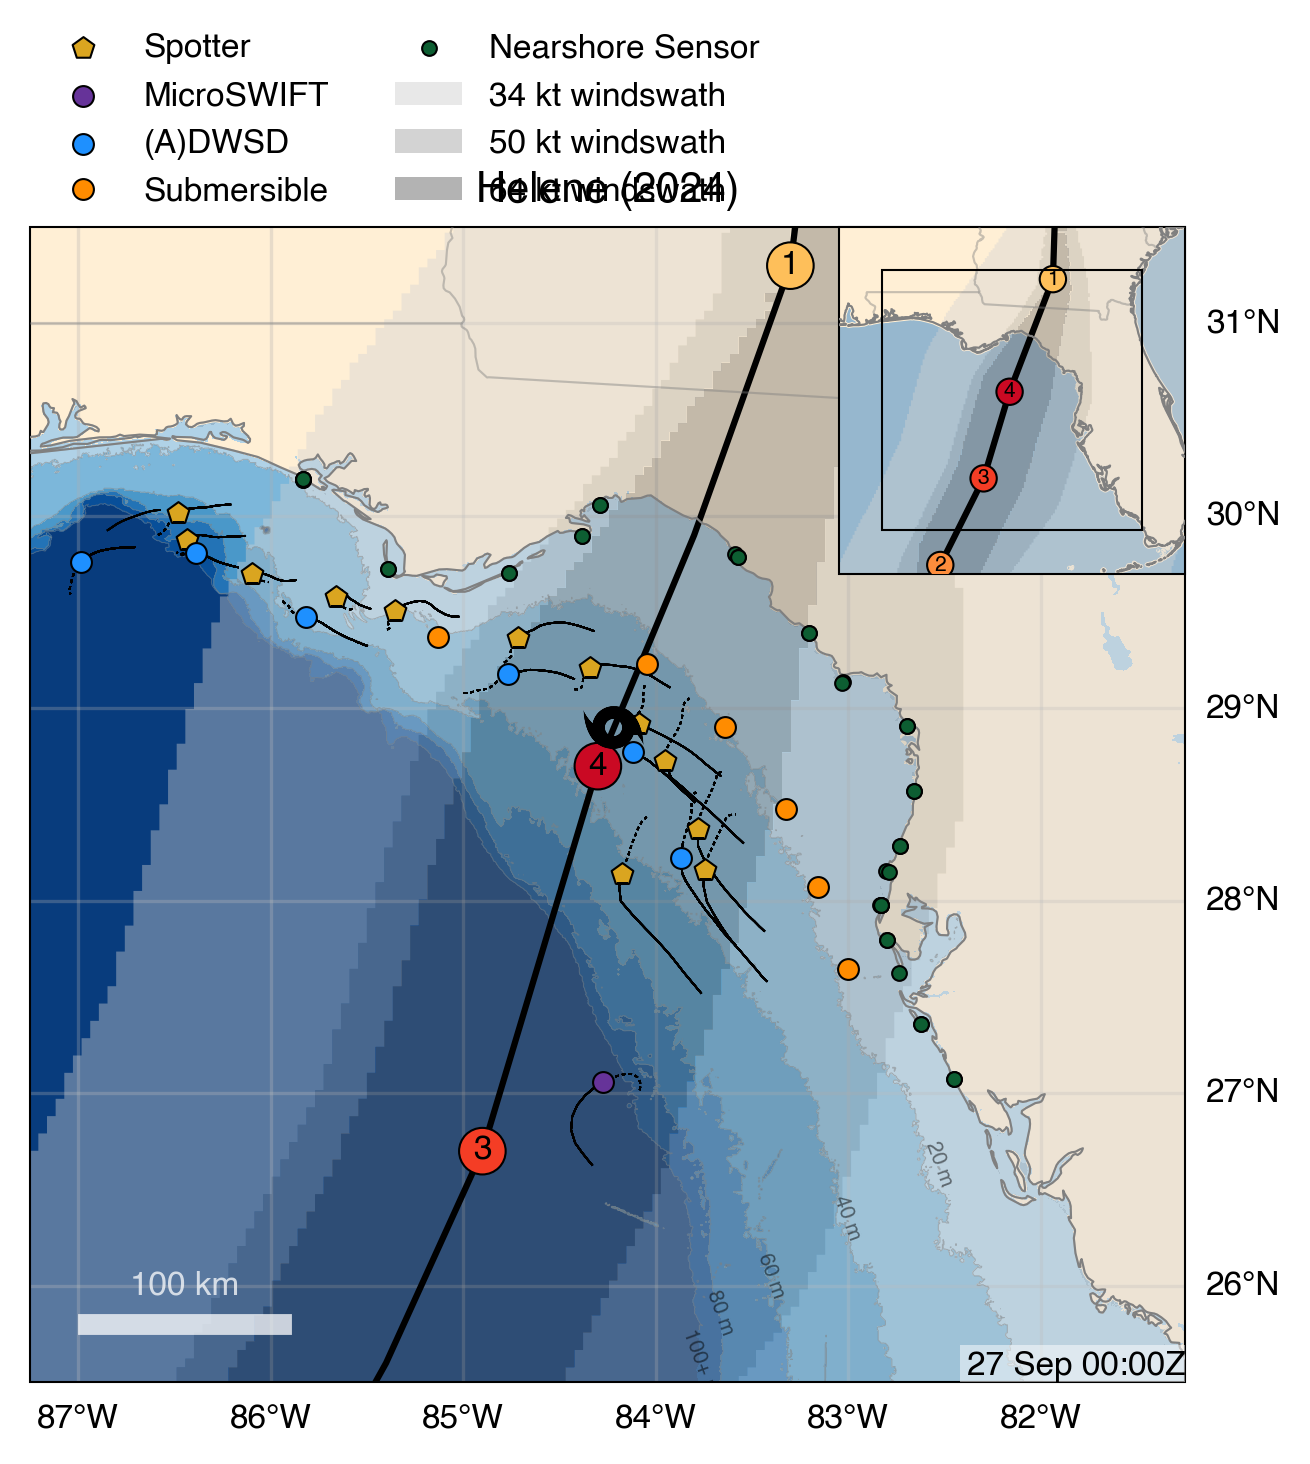 Spotter
MicroSWIFT
(A)DWSD
Submersible
Nearshore Sensor
34 kt windswath
50 kt windswath
64 kt windswath
Helene (2024)
1
4
3
1
4
3
2
31°N
30°N
29°N
28°N
27°N
26°N
20 m
40 m
60 m
80 m
100+
100 km
27 Sep 00:00Z
87°W
86°W
85°W
84°W
83°W
82°W